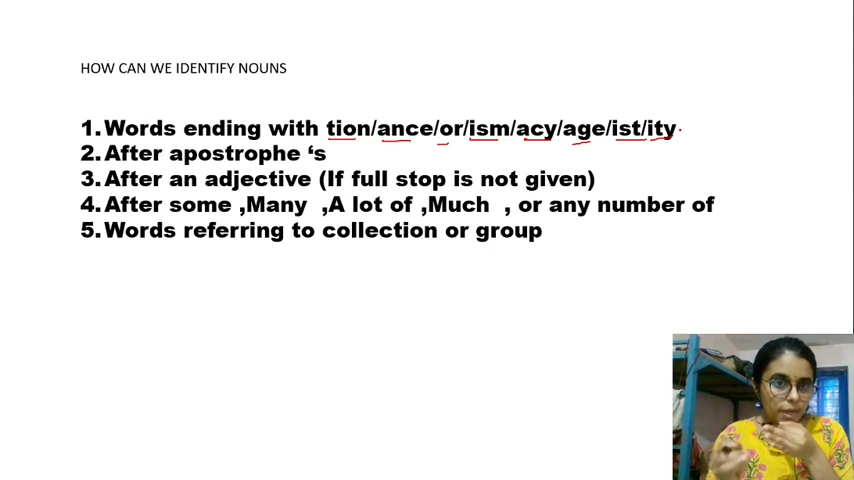 HOW CAN WE IDENTIFY NOUNS
1.Words ending with tion/ance/or/ism/acy/age/ist/ity
2.After apostrophe ‘s
3.After an adjective (If full stop is not given)
4.After some ,Many ,A lot of ,Much , or any number of
5.Words referring to collection or group